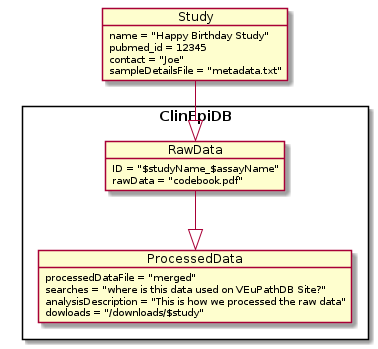 Study
name = "Happy Birthday Study"
pubmed_id = 12345
contact = "Joe"
sampleDetailsFile = "metadata.txt"
ClinEpiDB
RawData
ID = "$studyName_$assayName"
rawData = "codebook.pdf"
ProcessedData
processedDataFile = "merged"
searches = "where is this data used on VEuPathDB Site?"
analysisDescription = "This is how we processed the raw data"
dowloads = "/downloads/$study"